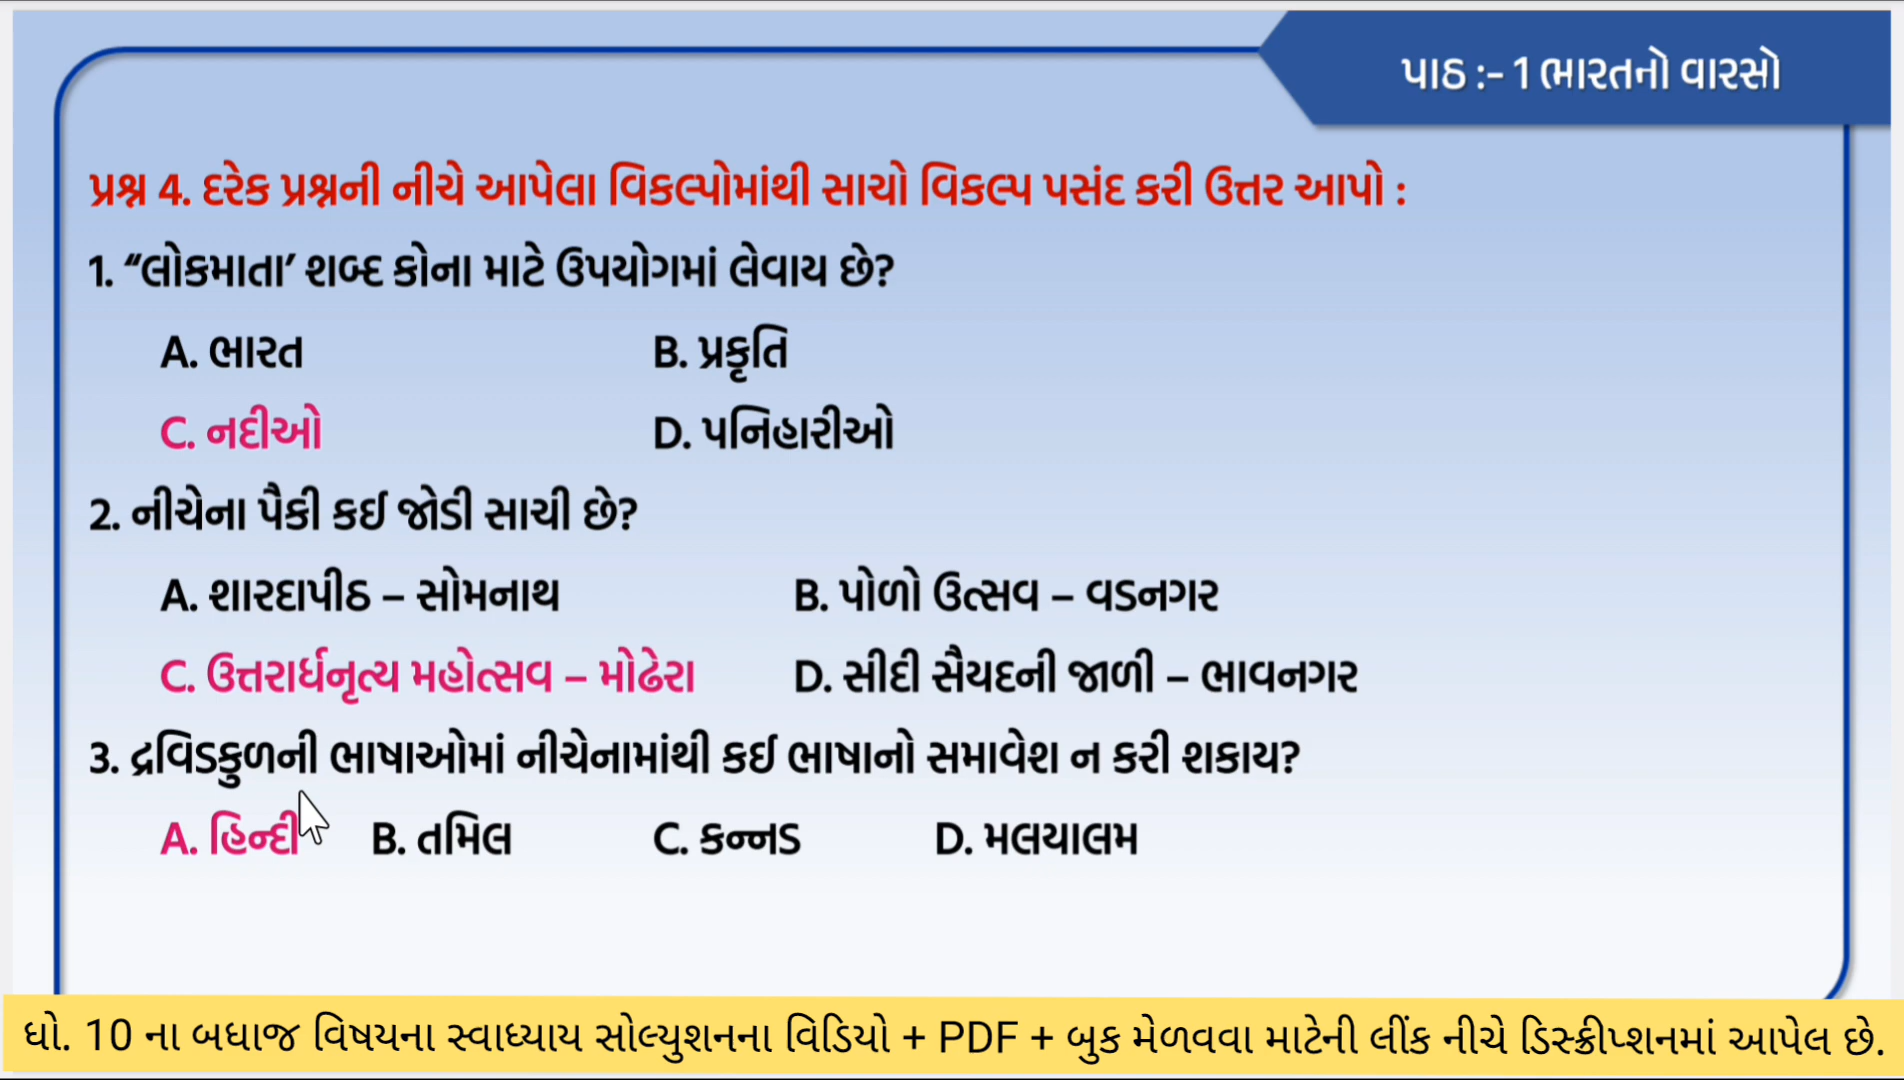 પાઠ :- 1 ભારતનો વારસો
પ્રશ્ન 4. દરેક પ્રશ્નની નીચે આપેલા વિકલ્પોમાંથી સાચો વિકલ્પ પસંદ કરી ઉત્તર આપો :
1. “લોકમાતા’ શબ્દ કોના માટે ઉપયોગમાં લેવાય છે?
A. ભારત B. પ્રકૃતિ
C. નદીઓ D. પનિહારીઓ
2. નીચેના પૈકી કઈ જોડી સાચી છે?
A. શારદાપીઠ – સોમનાથ B. પોળો ઉત્સવ – વડનગર
C. ઉત્તરાર્ધનૃત્ય મહોત્સવ – મોઢેરા D. સીદી સૈયદની જાળી – ભાવનગર
3. દ્રવિડકુળની ભાષાઓમાં નીચેનામાંથી કઈ ભાષાનો સમાવેશ ન કરી શકાય?
A. હિન્દી B. તમિલ C. કન્નડ D. મલયાલમ
ધો. 10 ના બધાજ વિષયના સ્વાધ્યાય સોલ્યુશનના વિડિયો + PDF + બુક મેળવવા માટેની લીંક નીચે ડિસ્ક્રીપ્શનમાં આપેલ છે.